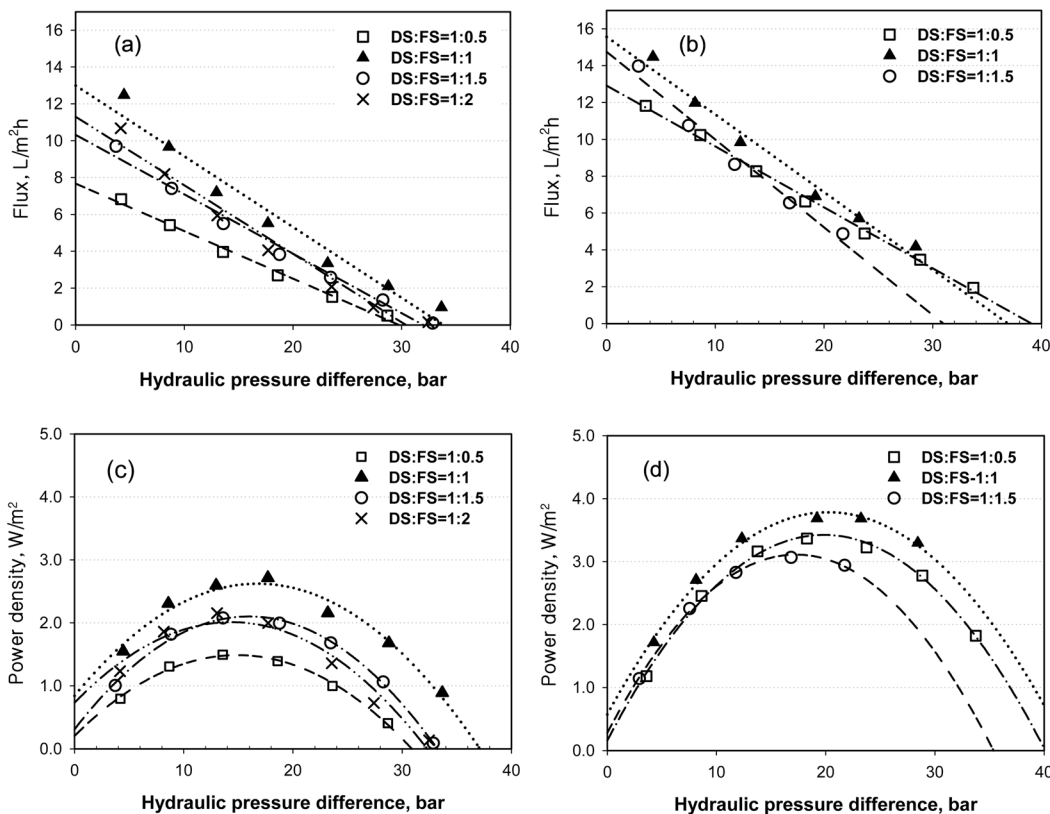 (a)
DS:FS=1:0.5
DS:FS=1:1
DS:FS=1:1.5
DS:FS=1:2
Flux, L/m²h
16
14
12
10
8
6
4
2
0
0 10 20 30 40
Hydraulic pressure difference, bar
(b)
DS:FS=1:0.5
DS:FS=1:1
DS:FS=1:1.5
Flux, L/m²h
16
14
12
10
8
6
4
2
0
0 10 20 30 40
Hydraulic pressure difference, bar
(c)
DS:FS=1:0.5
DS:FS=1:1
DS:FS=1:1.5
DS:FS=1:2
Power density, W/m²
5.0
4.0
3.0
2.0
1.0
0.0
0 10 20 30 40
Hydraulic pressure difference, bar
(d)
DS:FS=1:0.5
DS:FS-1:1
DS:FS=1:1.5
Power density, W/m²
5.0
4.0
3.0
2.0
1.0
0.0
0 10 20 30 40
Hydraulic pressure difference, bar